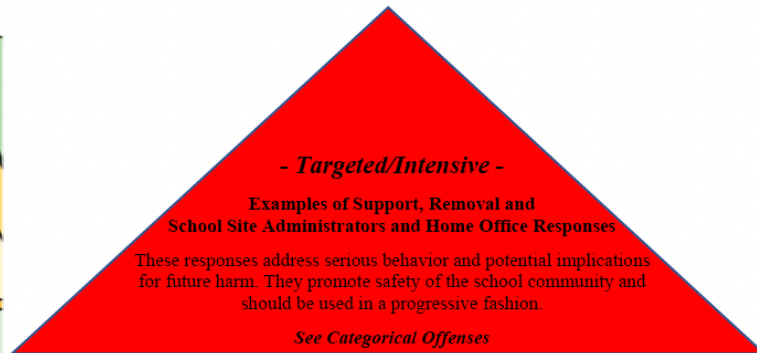 - Targeted/Intensive -
Examples of Support, Removal and
School Site Administrators and Home Office Responses
These responses address serious behavior and potential implications
for future harm. They promote safety of the school community and
should be used in a progressive fashion.
See Categorical Offenses